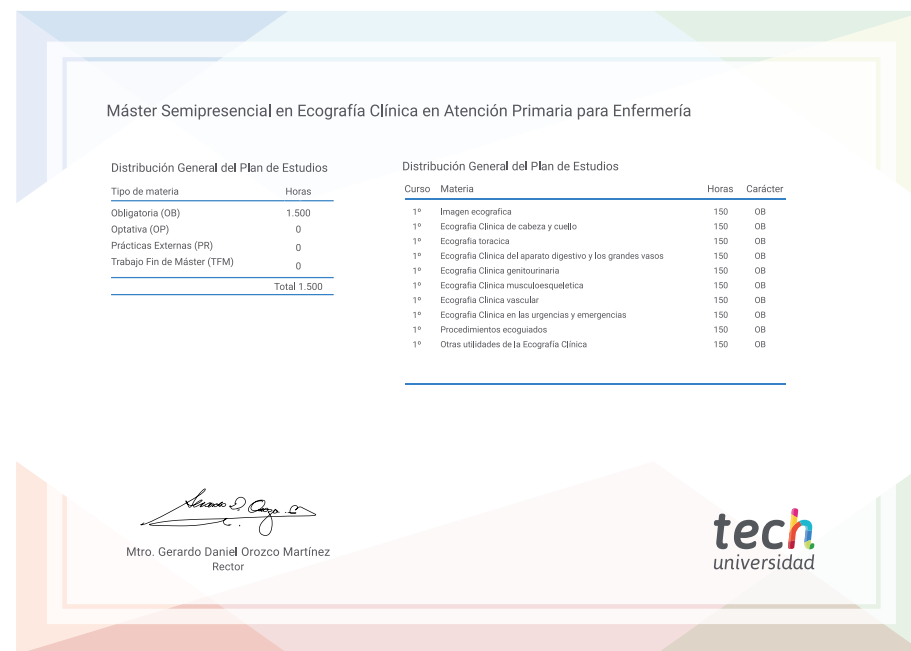 Máster Semipresencial en Ecografía Clínica en Atención Primaria para Enfermería
Distribución General del Plan de Estudios
Tipo de materia Horas
Obligatoria (OB) 1.500
Optativa (OP) 0
Prácticas Externas (PR) 0
Trabajo Fin de Máster (TFM) 0
Total 1.500
Distribución General del Plan de Estudios
Curso Materia Horas Carácter
1º Imagen ecografica 150 OB
1º Ecografia Clinica de cabeza y cuello 150 OB
1º Ecografia toracica 150 OB
1º Ecografia Clinica del aparato digestivo y los grandes vasos 150 OB
1º Ecografia Clinica genitourinaria 150 OB
1º Ecografia Clinica musculoesqueletica 150 OB
1º Ecografia Clinica vascular 150 OB
1º Ecografia Clinica en las urgencias y emergencias 150 OB
1º Procedimientos ecoguiados 150 OB
1º Otras utilidades de la Ecografía Clínica 150 OB
Mtro. Gerardo Daniel Orozco Martínez
Rector
tech
universidad